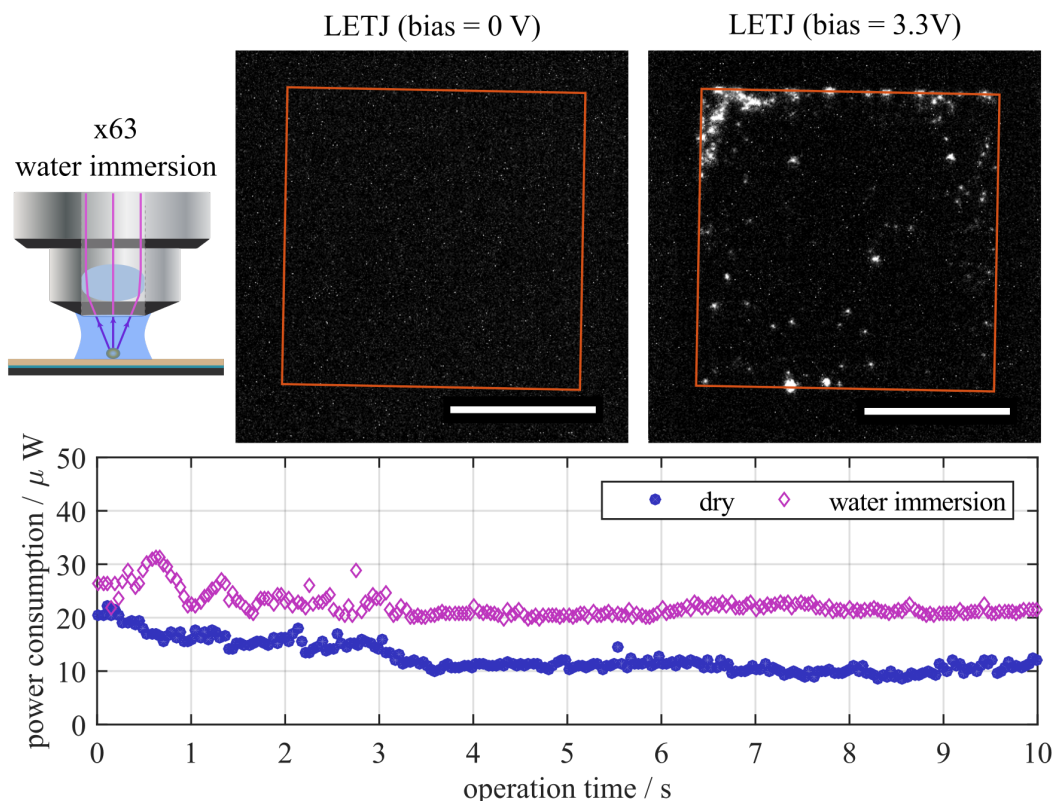 LETJ (bias = 0 V)
LETJ (bias = 3.3V)
x63
water immersion
50
40
30
20
10
0
power consumption / μ W
dry
water immersion
0 1 2 3 4 5 6 7 8 9 10
operation time / s